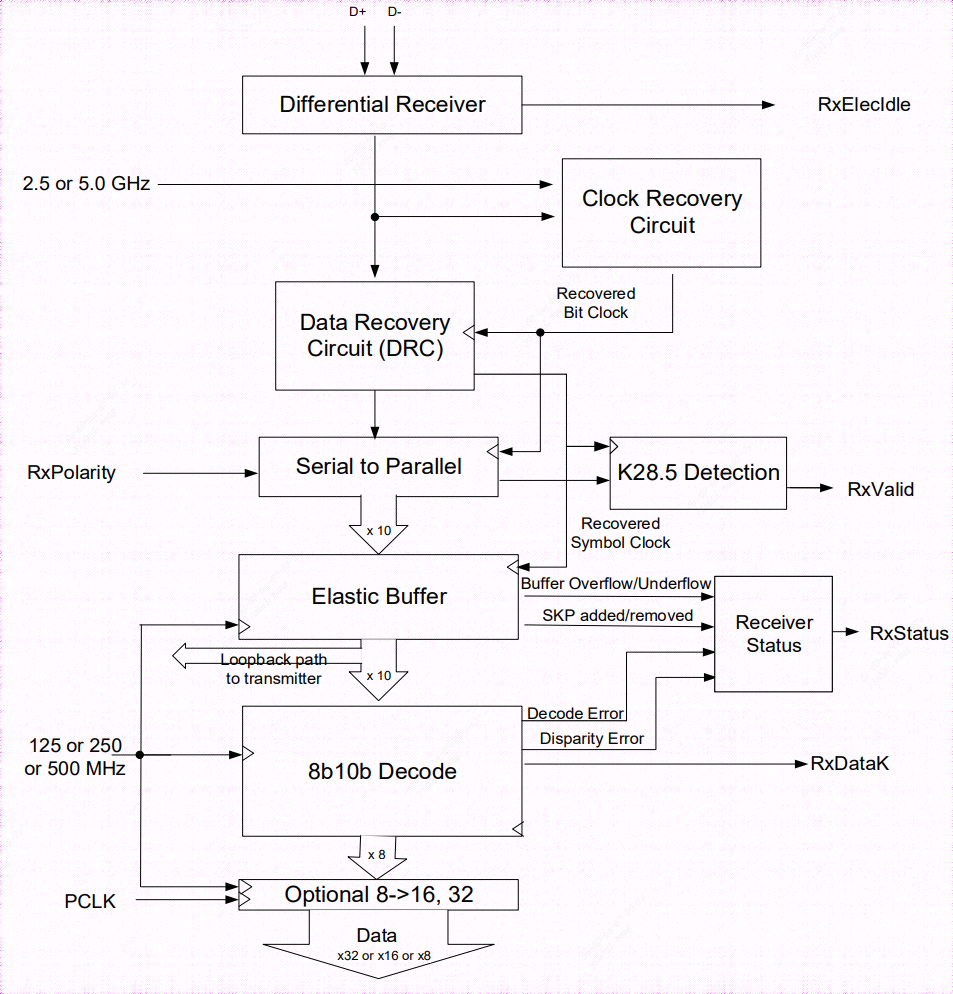 D+ D-
Differential Receiver
RxElecIdle
2.5 or 5.0 GHz
Clock Recovery
Circuit
Recovered
Bit Clock
Data Recovery
Circuit (DRC)
RxPolarity
Serial to Parallel
K28.5 Detection
RxValid
x 10
Recovered
Symbol Clock
Elastic Buffer
Buffer Overflow/Underflow
SKP added/removed
Receiver
Status
RxStatus
Loopback path
to transmitter
x 10
Decode Error
Disparity Error
125 or 250
or 500 MHz
8b10b Decode
RxDataK
x 8
Optional 8->16, 32
PCLK
Data
x32 or x16 or x8